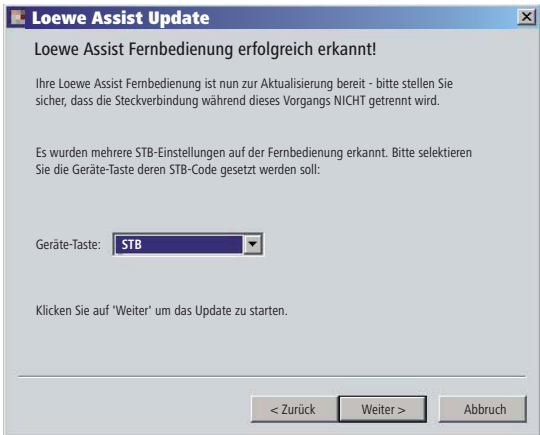 Loewe Assist Update
Loewe Assist Fernbedienung erfolgreich erkannt!
Ihre Loewe Assist Fernbedienung ist nun zur Aktualisierung bereit - bitte stellen Sie
sicher, dass die Steckverbindung während dieses Vorgangs NICHT getrennt wird.
Es wurden mehrere STB-Einstellungen auf der Fernbedienung erkannt. Bitte selektieren
Sie die Geräte-Taste deren STB-Code gesetzt werden soll:
Geräte-Taste: STB
Klicken Sie auf 'Weiter' um das Update zu starten.
< Zurück Weiter > Abbruch